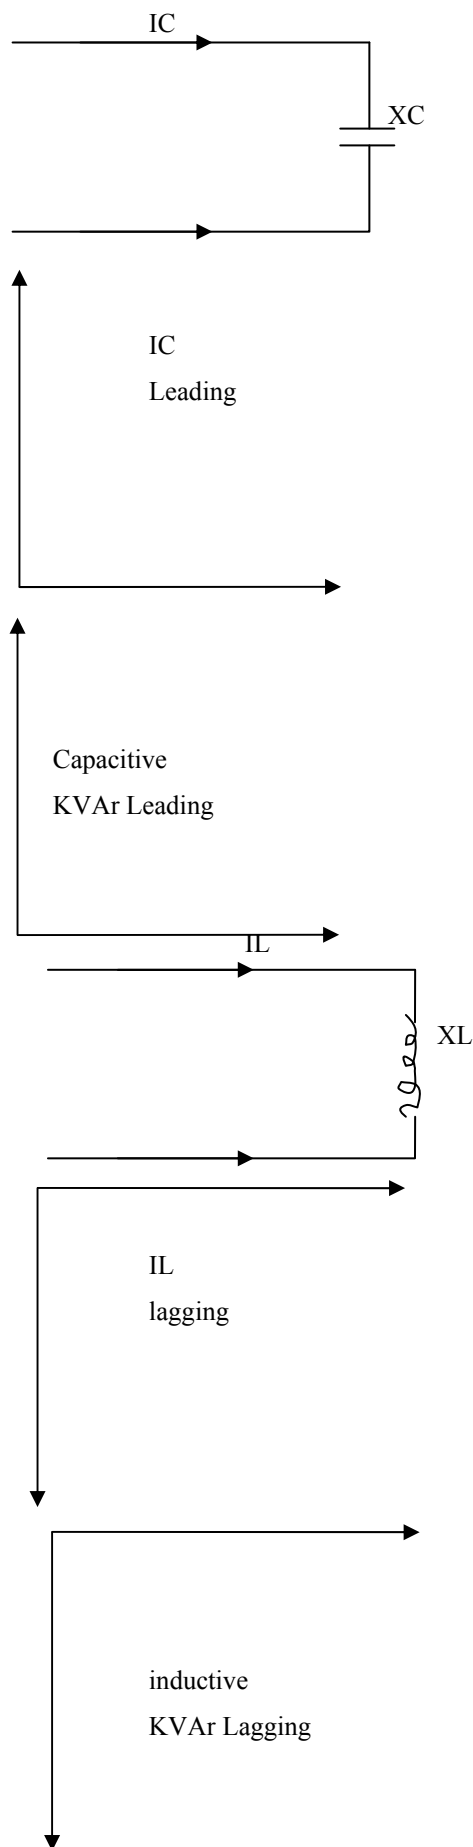 IC
XC
IC
Leading
Capacitive
KVAr Leading
IL
XL
IL
lagging
inductive
KVAr Lagging